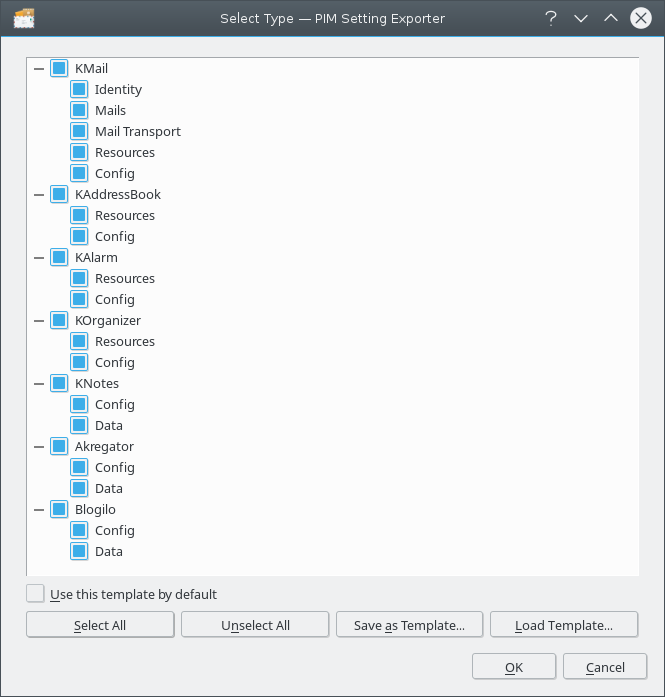 Select Type — PIM Setting Exporter
KMail
Identity
Mails
Mail Transport
Resources
Config
KAddressBook
Resources
Config
KAlarm
Resources
Config
KOrganizer
Resources
Config
KNotes
Config
Data
Akregator
Config
Data
Blogilo
Config
Data
Use this template by default
Select All Unselect All Save as Template... Load Template...
OK Cancel